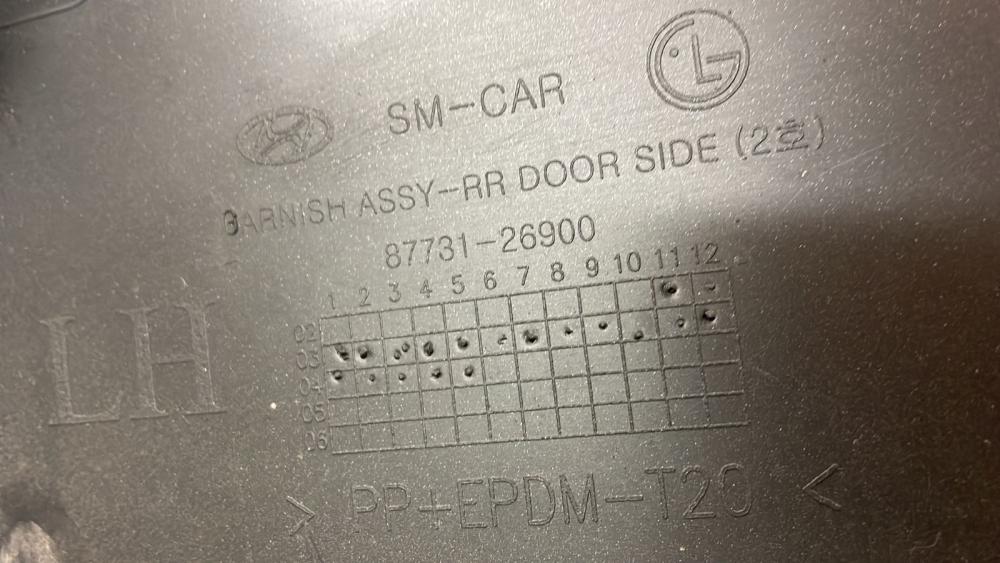 SM-CAR LG
GARNISH ASSY-RR DOOR SIDE (2호)
87731-26900
1 2 3 4 5 6 7 8 9 10 11 12
02
03
04
05
06
LH
> PP+EPDM-T20 <